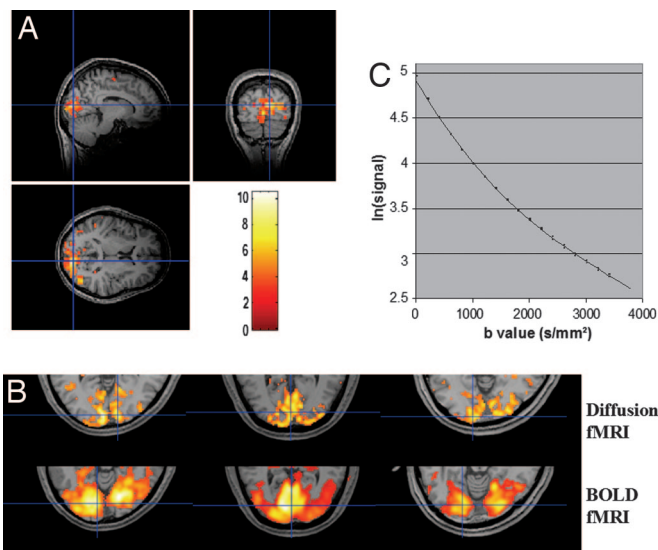 A
10
8
6
4
2
0
C
ln(signal)
5
4.5
4
3.5
3
2.5
0 1000 2000 3000 4000
b value (s/mm²)
B
Diffusion
fMRI
BOLD
fMRI